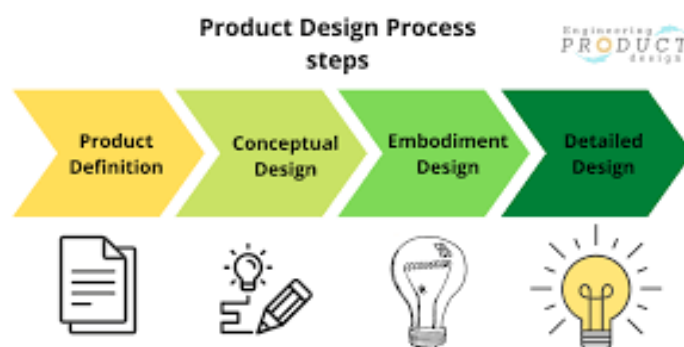 Product Design Process
steps
Engineering
PRODUCT
design
Product
Definition
Conceptual
Design
Embodiment
Design
Detailed
Design